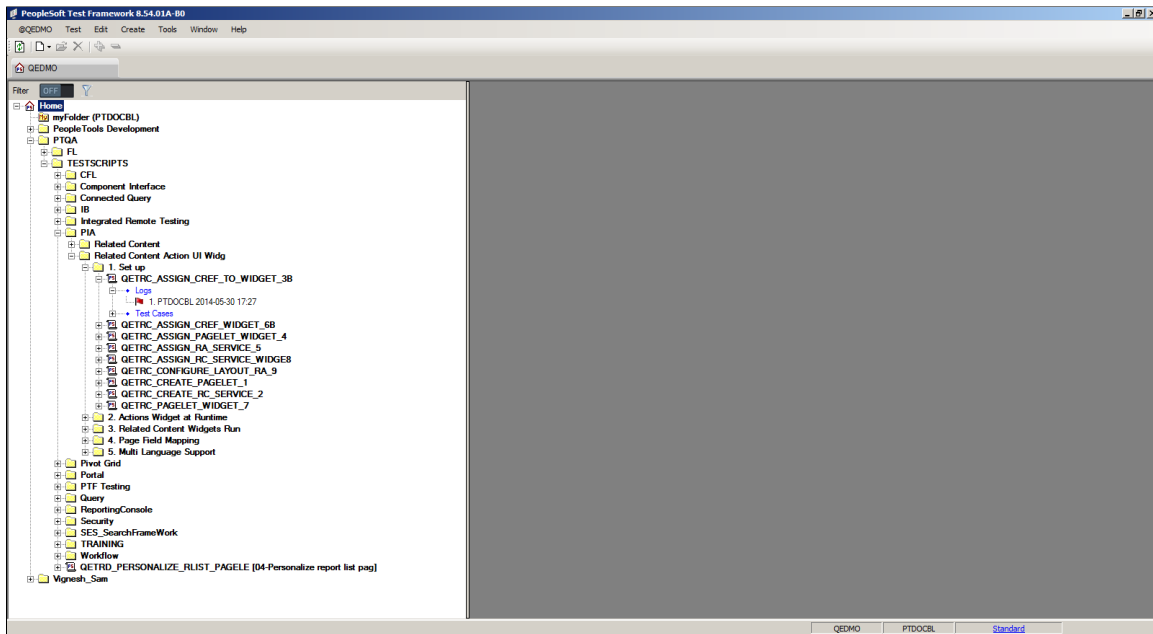 PeopleSoft Test Framework 8.54.01A-B0
@QEDMO Test Edit Create Tools Window Help
QEDMO
Filter OFF
Home
My myFolder (PTDOCBL)
PeopleTools Development
PTQA
FL
TESTSCRIPTS
CFL
Component Interface
Connected Query
IB
Integrated Remote Testing
PIA
Related Content
Related Content Action UI Widg
1. Set up
QETRC_ASSIGN_CREF_TO_WIDGET_3B
Logs
1. PTDOCBL 2014-05-30 17:27
Test Cases
QETRC_ASSIGN_CREF_WIDGET_6B
QETRC_ASSIGN_PAGELET_WIDGET_4
QETRC_ASSIGN_RA_SERVICE_5
QETRC_ASSIGN_RC_SERVICE_WIDGE8
QETRC_CONFIGURE_LAYOUT_RA_9
QETRC_CREATE_PAGELET_1
QETRC_CREATE_RC_SERVICE_2
QETRC_PAGELET_WIDGET_7
2. Actions Widget at Runtime
3. Related Content Widgets Run
4. Page Field Mapping
5. Multi Language Support
Pivot Grid
Portal
PTF Testing
Query
ReportingConsole
Security
SES_SearchFrameWork
TRAINING
Workflow
QETRD_PERSONALIZE_RLIST_PAGELE [04-Personalize report list pag]
Vignesh_Sam
QEDMO PTDOCBL Standard